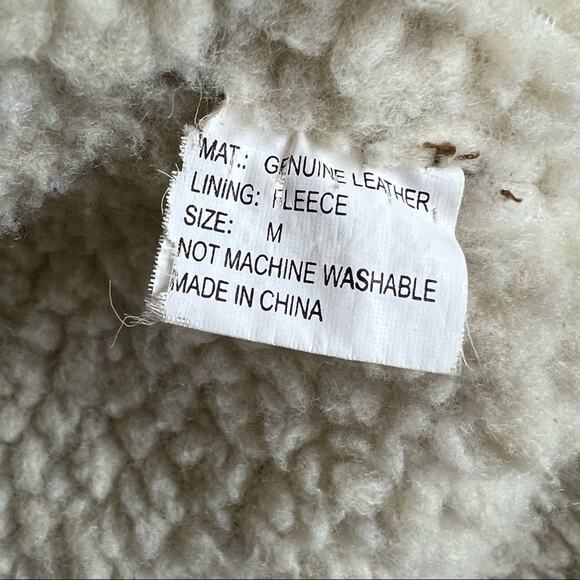 MAT.: GENUINE LEATHER
LINING: FLEECE
SIZE: M
NOT MACHINE WASHABLE
MADE IN CHINA